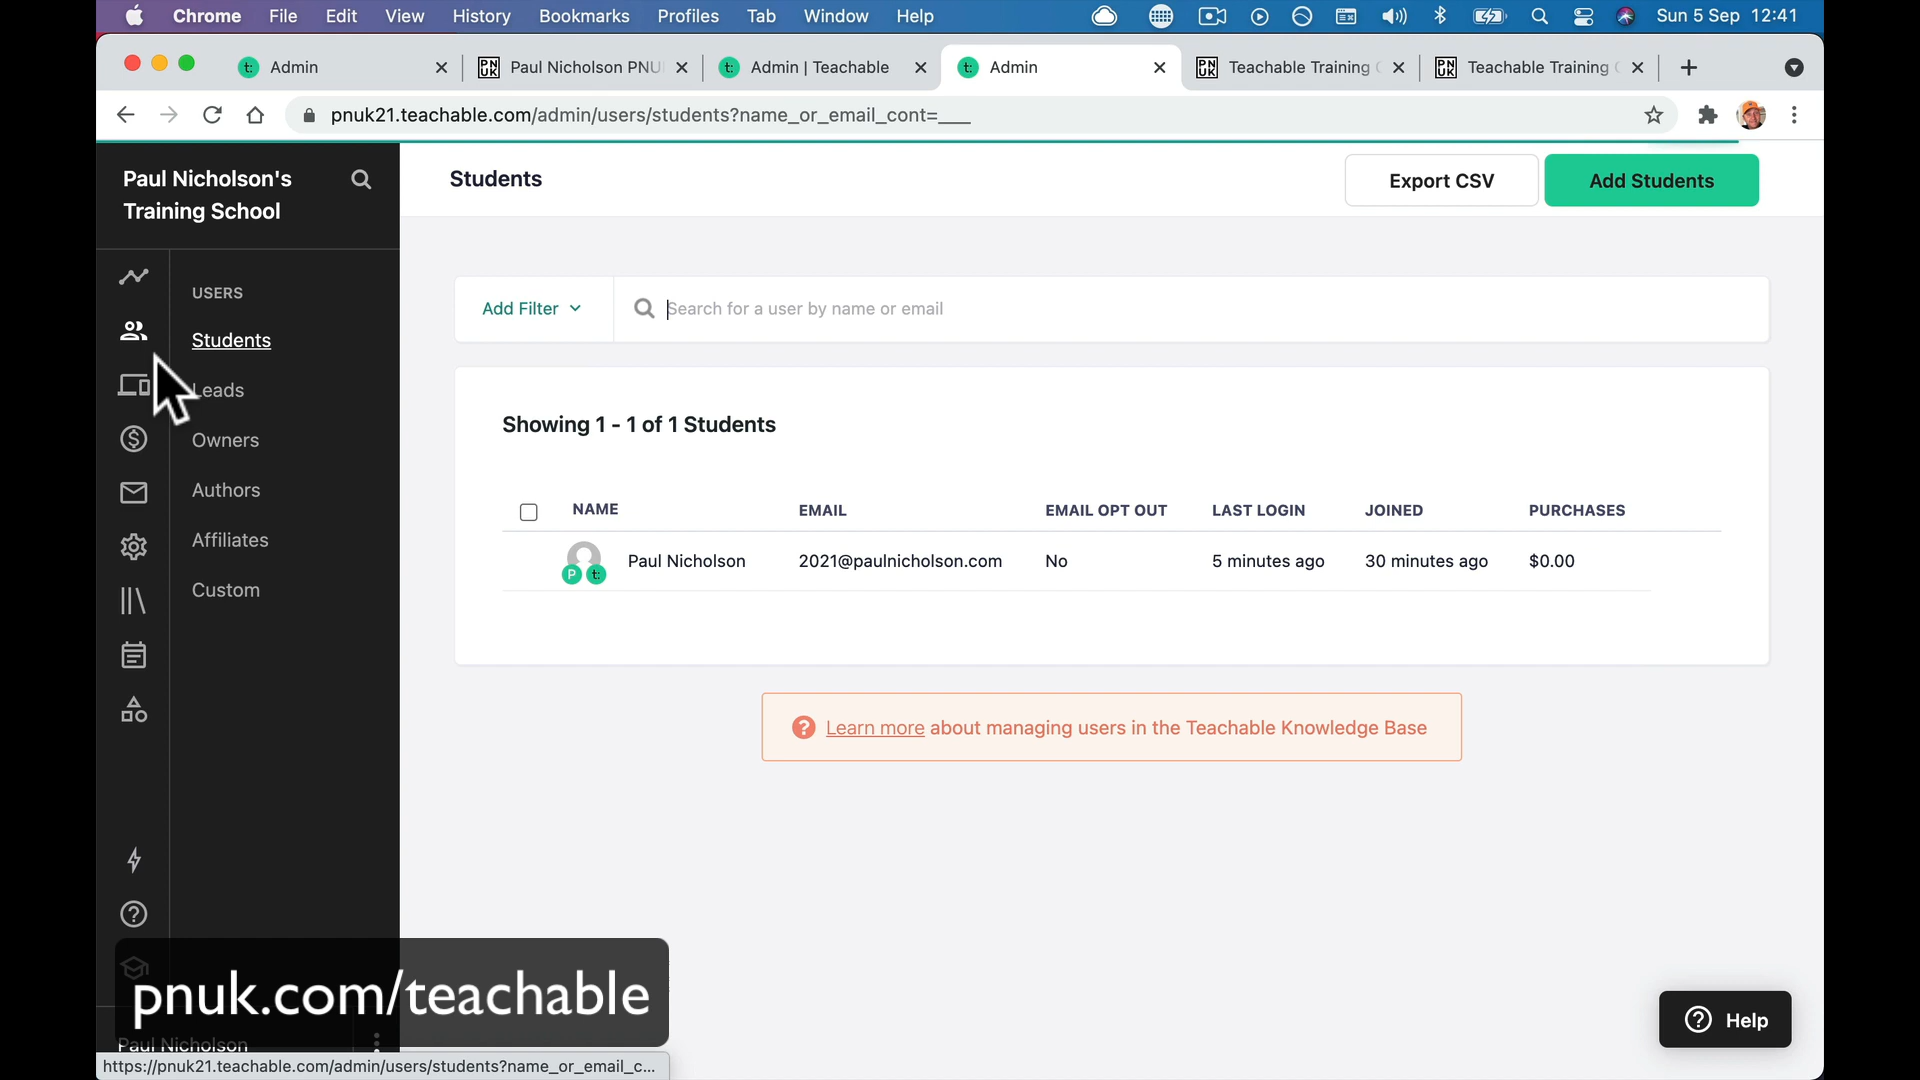 Chrome File Edit View History Bookmarks Profiles Tab Window Help Sun 5 Sep 12:41
t: Admin Paul Nicholson PNU t: Admin | Teachable t: Admin Teachable Training Teachable Training
pnuk21.teachable.com/admin/users/students?name_or_email_cont=___
Paul Nicholson's
Training School
Students
Export CSV
Add Students
USERS
Students
Leads
Owners
Authors
Affiliates
Custom
Add Filter
Search for a user by name or email
Showing 1 - 1 of 1 Students
NAME EMAIL EMAIL OPT OUT LAST LOGIN JOINED PURCHASES
P t: Paul Nicholson 2021@paulnicholson.com No 5 minutes ago 30 minutes ago $0.00
? Learn more about managing users in the Teachable Knowledge Base
pnuk.com/teachable
Paul Nicholson
? Help
https://pnuk21.teachable.com/admin/users/students?name_or_email_c...